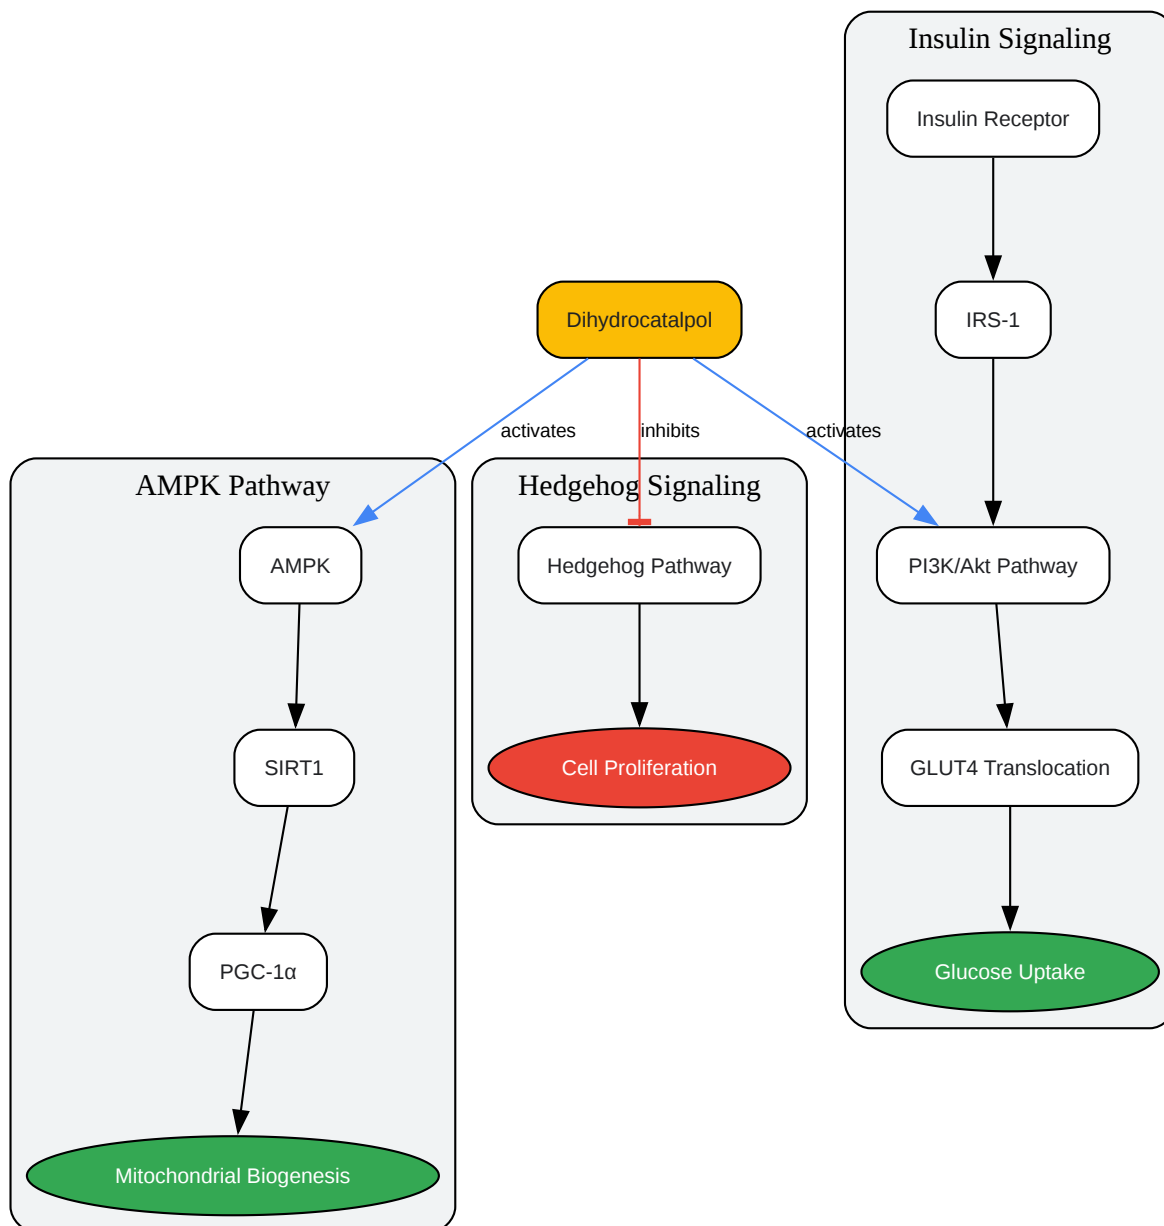 Insulin Signaling
Insulin Receptor
IRS-1
Dihydrocatalpol
activates
inhibits
activates
AMPK Pathway
Hedgehog Signaling
AMPK
Hedgehog Pathway
PI3K/Akt Pathway
SIRT1
Cell Proliferation
GLUT4 Translocation
PGC-1α
Glucose Uptake
Mitochondrial Biogenesis